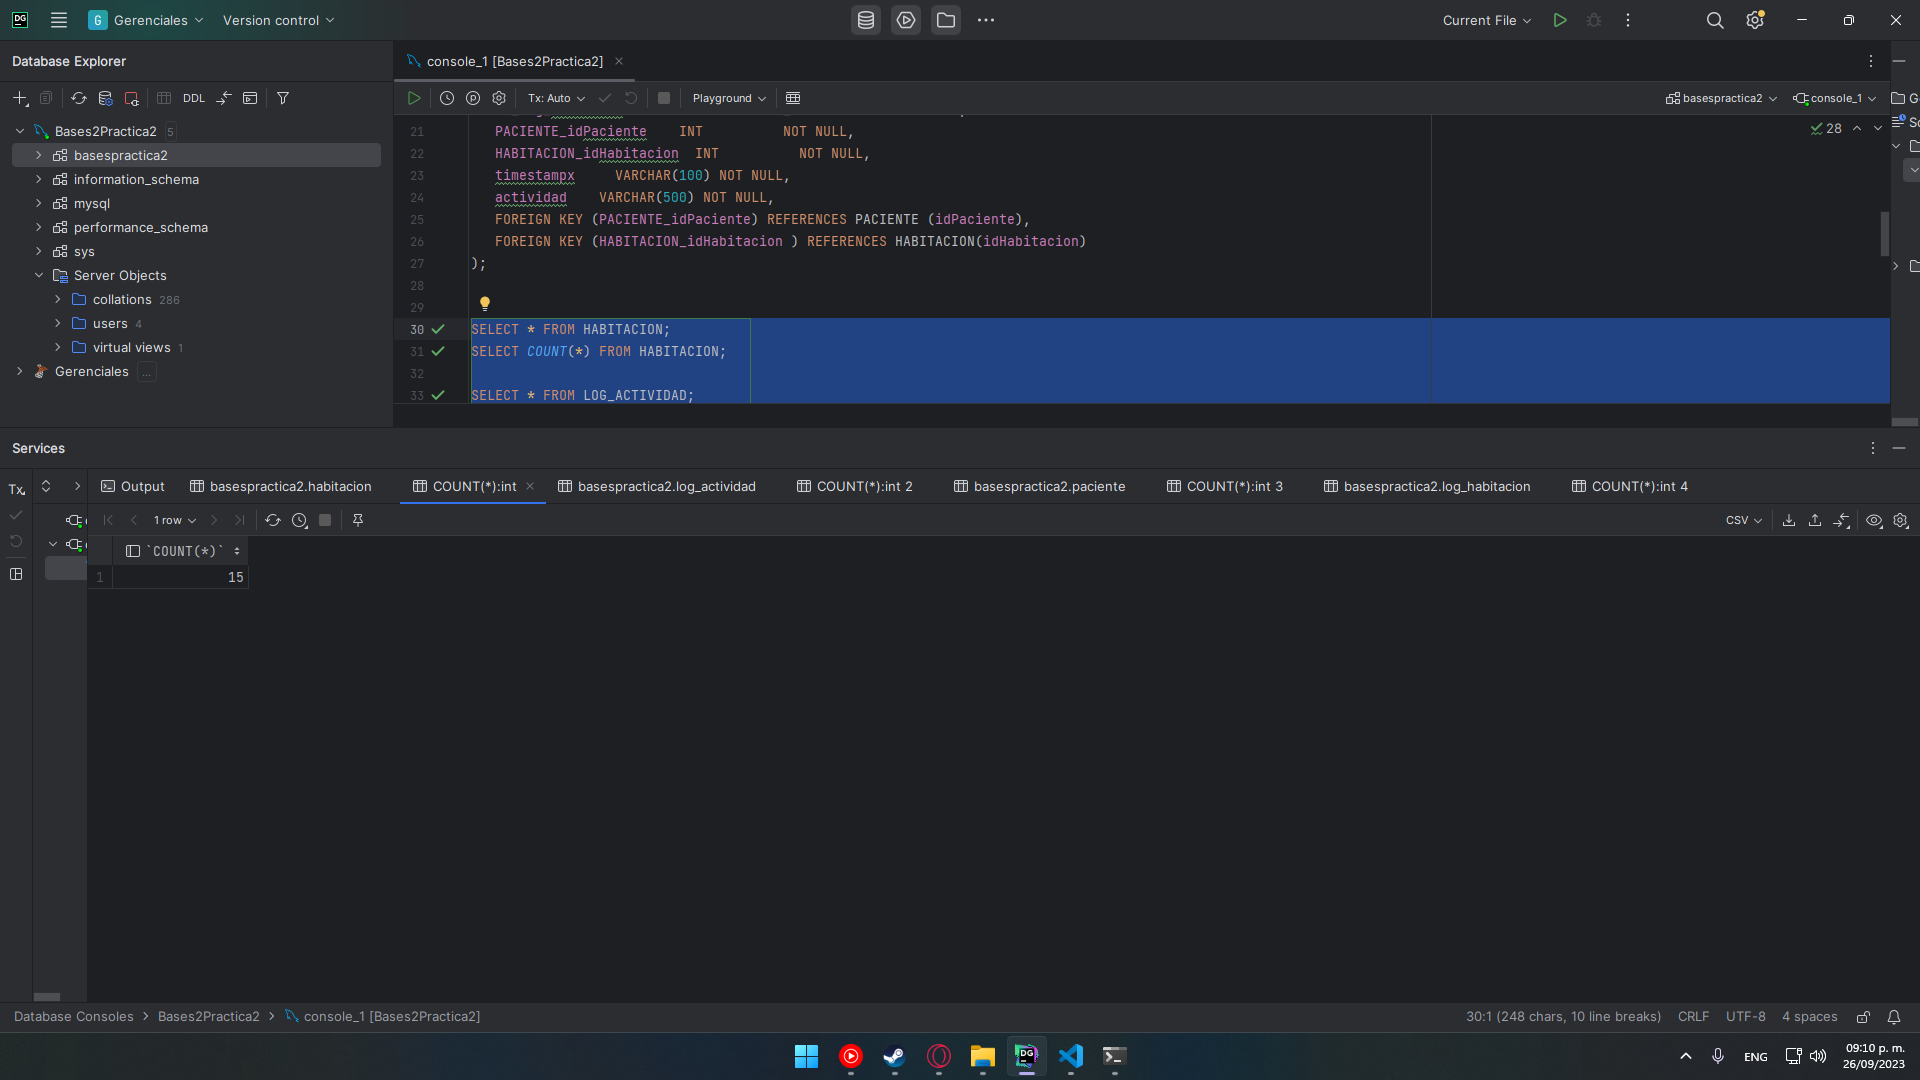 DG
G Gerenciales
Version control
Current File
Database Explorer
console_1 [Bases2Practica2]
DDL
Tx: Auto
Playground
basespractica2
console_1
G
Bases2Practica2 5
basespractica2
information_schema
mysql
performance_schema
sys
Server Objects
collations 286
users 4
virtual views 1
Gerenciales ...
28
21 PACIENTE_idPaciente INT NOT NULL,
22 HABITACION_idHabitacion INT NOT NULL,
23 timestampx VARCHAR(100) NOT NULL,
24 actividad VARCHAR(500) NOT NULL,
25 FOREIGN KEY (PACIENTE_idPaciente) REFERENCES PACIENTE (idPaciente),
26 FOREIGN KEY (HABITACION_idHabitacion ) REFERENCES HABITACION(idHabitacion)
27 );
28
29
30 SELECT * FROM HABITACION;
31 SELECT COUNT(*) FROM HABITACION;
32
33 SELECT * FROM LOG_ACTIVIDAD;
Services
Tx
Output
basespractica2.habitacion
COUNT(*):int
basespractica2.log_actividad
COUNT(*):int 2
basespractica2.paciente
COUNT(*):int 3
basespractica2.log_habitacion
COUNT(*):int 4
1 row
CSV
`COUNT(*)`
1 15
Database Consoles > Bases2Practica2 > console_1 [Bases2Practica2]
30:1 (248 chars, 10 line breaks)
CRLF
UTF-8
4 spaces
DG
ENG
09:10 p. m.
26/09/2023